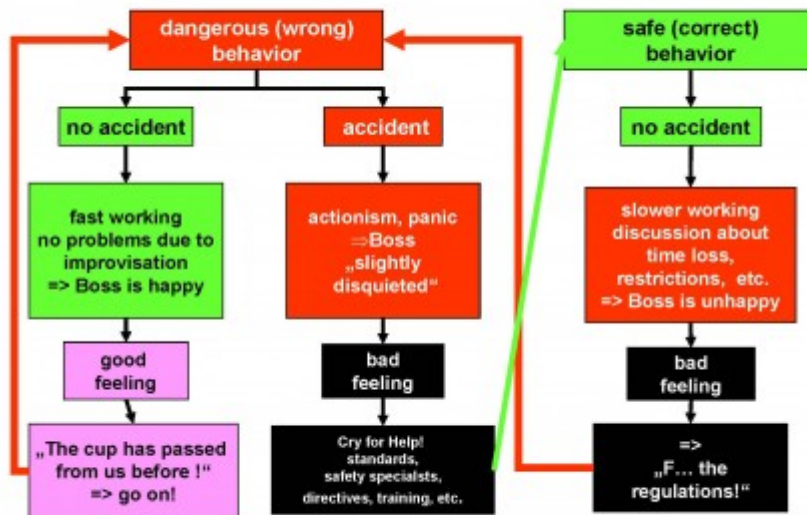 dangerous (wrong)
behavior
safe (correct)
behavior
no accident
accident
no accident
fast working
no problems due to
improvisation
=> Boss is happy
actionism, panic
⇒Boss
„slightly
disquieted“
slower working
discussion about
time loss,
restrictions, etc.
=> Boss is unhappy
good
feeling
bad
feeling
bad
feeling
„The cup has passed
from us before !“
=> go on!
Cry for Help!
standards,
safety specialsts,
directives, training, etc.
=>
„F... the
regulations!“